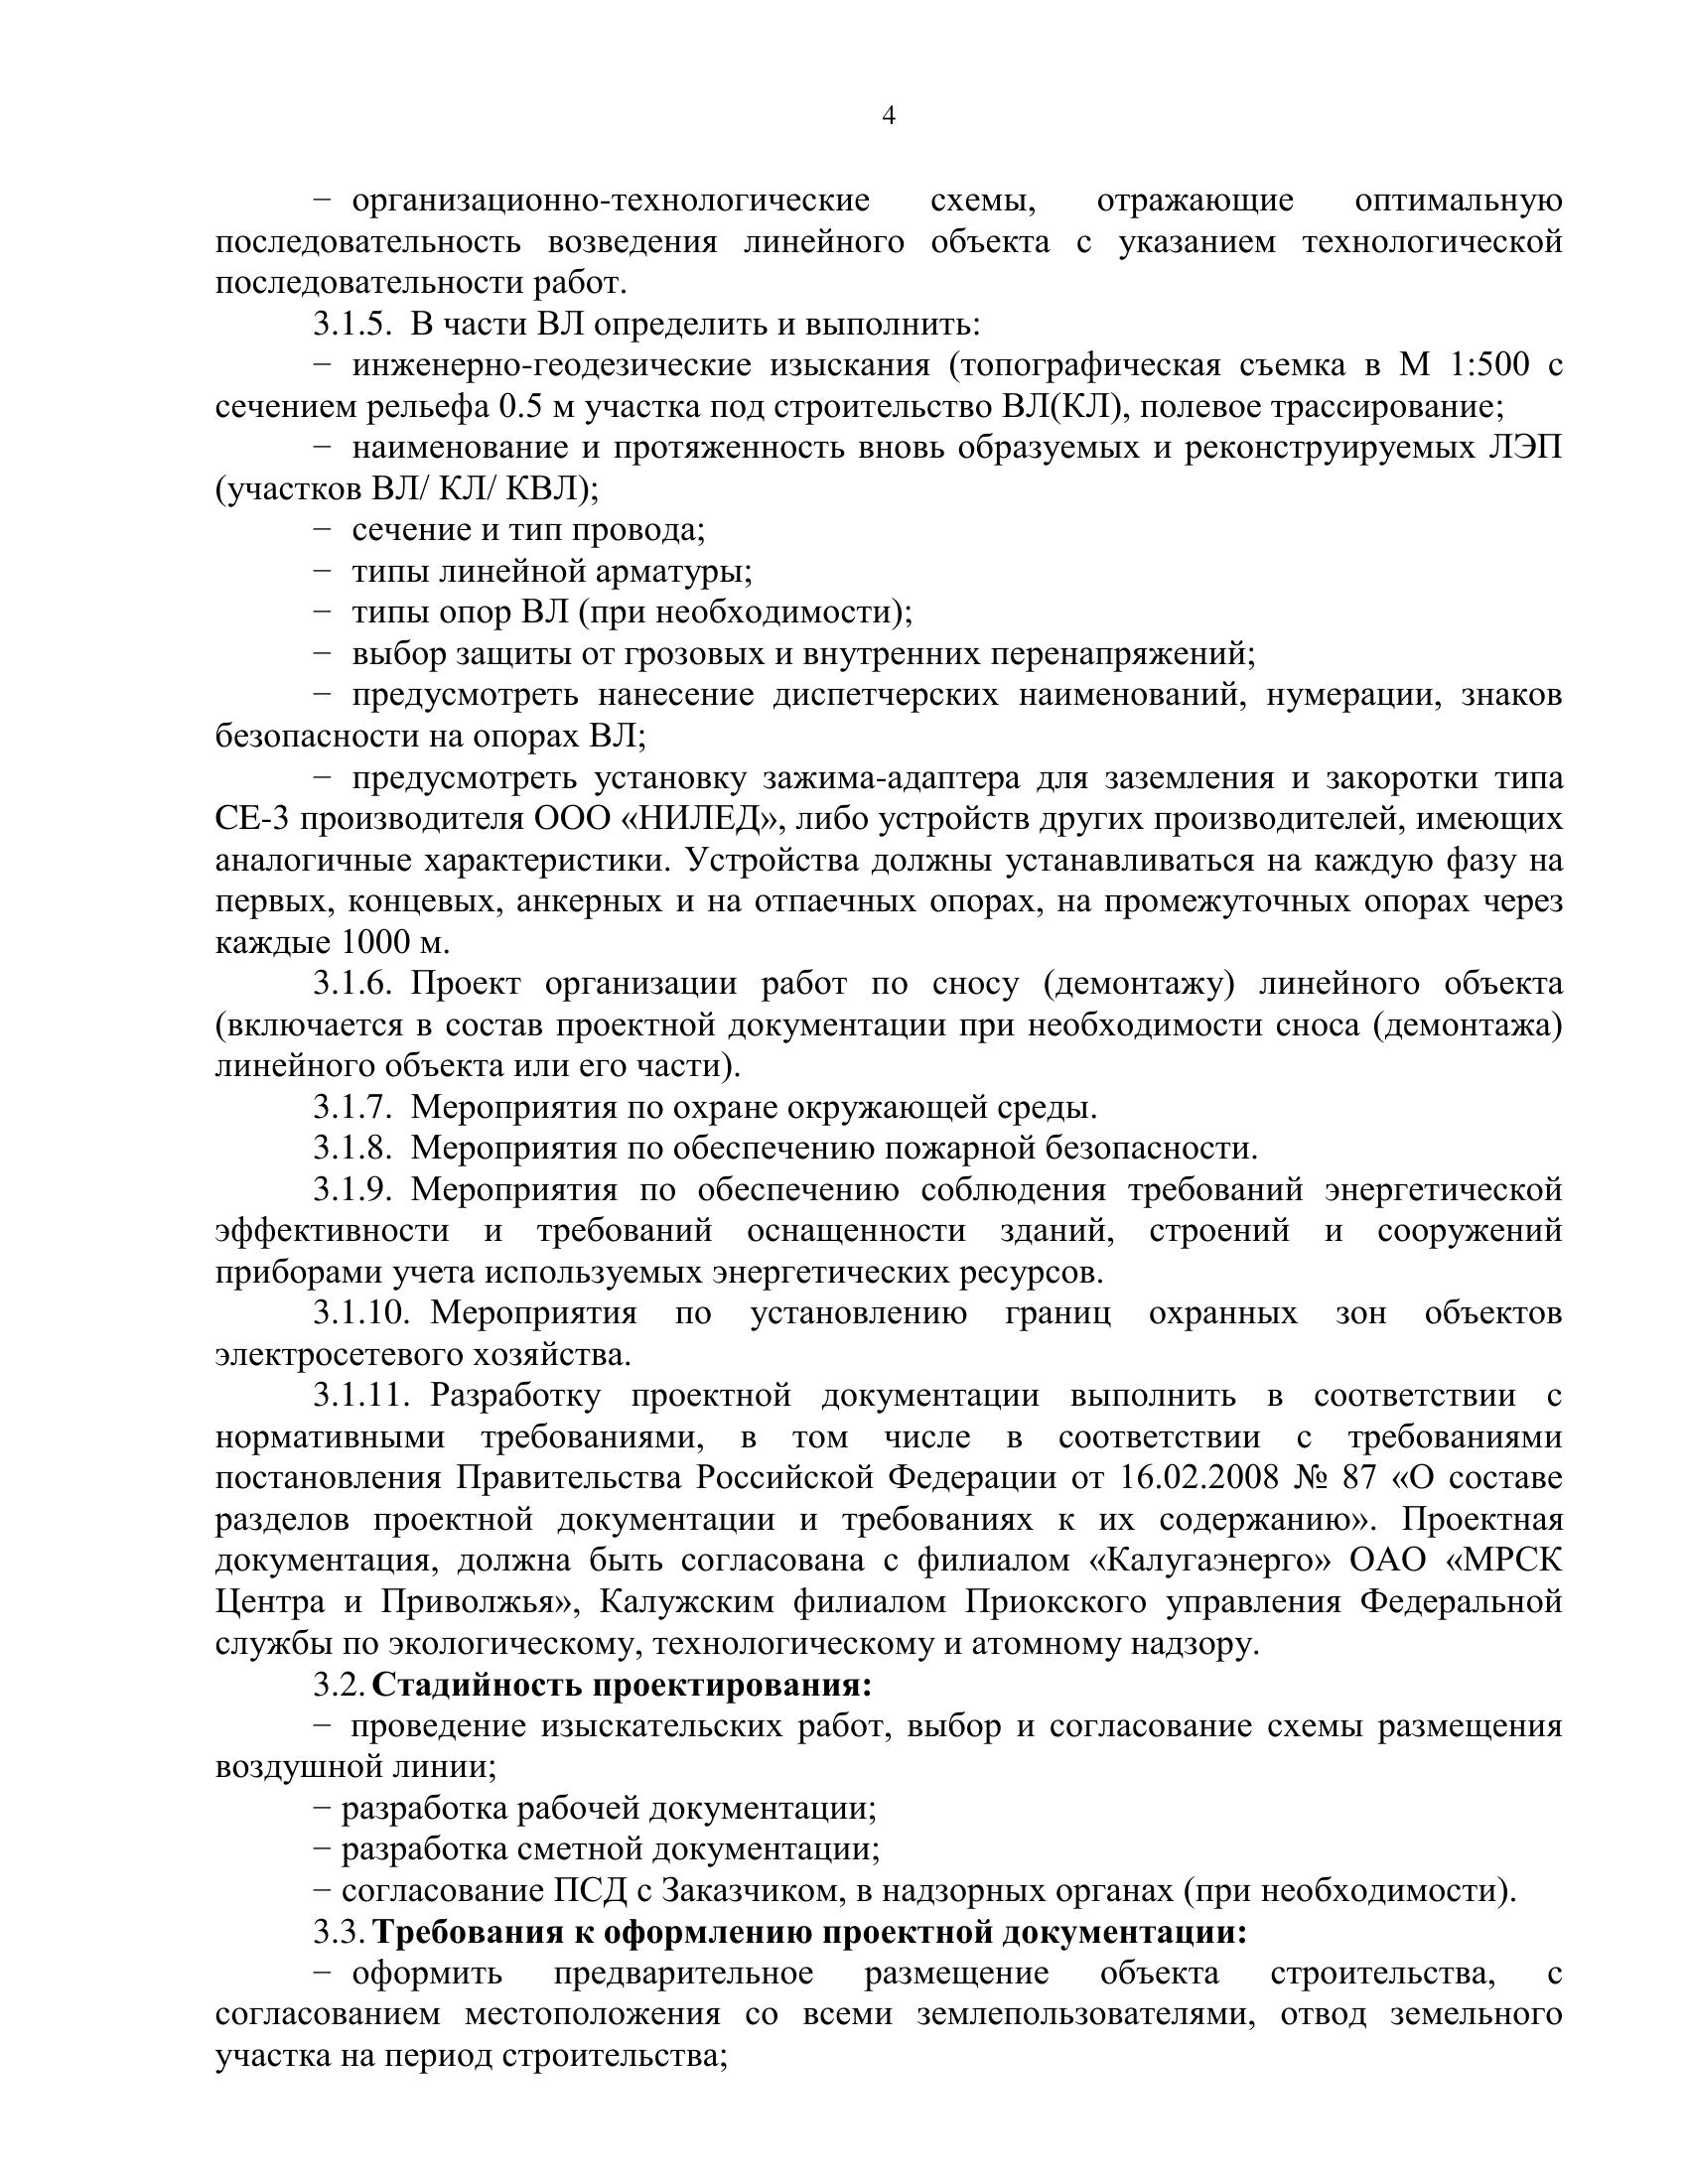 4
− организационно-технологические схемы, отражающие оптимальную
последовательность возведения линейного объекта с указанием технологической
последовательности работ.
3.1.5. В части ВЛ определить и выполнить:
− инженерно-геодезические изыскания (топографическая съемка в М 1:500 с
сечением рельефа 0.5 м участка под строительство ВЛ(КЛ), полевое трассирование;
− наименование и протяженность вновь образуемых и реконструируемых ЛЭП
(участков ВЛ/ КЛ/ КВЛ);
− сечение и тип провода;
− типы линейной арматуры;
− типы опор ВЛ (при необходимости);
− выбор защиты от грозовых и внутренних перенапряжений;
− предусмотреть нанесение диспетчерских наименований, нумерации, знаков
безопасности на опорах ВЛ;
− предусмотреть установку зажима-адаптера для заземления и закоротки типа
СЕ-3 производителя ООО «НИЛЕД», либо устройств других производителей, имеющих
аналогичные характеристики. Устройства должны устанавливаться на каждую фазу на
первых, концевых, анкерных и на отпаечных опорах, на промежуточных опорах через
каждые 1000 м.
3.1.6. Проект организации работ по сносу (демонтажу) линейного объекта
(включается в состав проектной документации при необходимости сноса (демонтажа)
линейного объекта или его части).
3.1.7. Мероприятия по охране окружающей среды.
3.1.8. Мероприятия по обеспечению пожарной безопасности.
3.1.9. Мероприятия по обеспечению соблюдения требований энергетической
эффективности и требований оснащенности зданий, строений и сооружений
приборами учета используемых энергетических ресурсов.
3.1.10. Мероприятия по установлению границ охранных зон объектов
электросетевого хозяйства.
3.1.11. Разработку проектной документации выполнить в соответствии с
нормативными требованиями, в том числе в соответствии с требованиями
постановления Правительства Российской Федерации от 16.02.2008 № 87 «О составе
разделов проектной документации и требованиях к их содержанию». Проектная
документация, должна быть согласована с филиалом «Калугаэнерго» ОАО «МРСК
Центра и Приволжья», Калужским филиалом Приокского управления Федеральной
службы по экологическому, технологическому и атомному надзору.
3.2. Стадийность проектирования:
− проведение изыскательских работ, выбор и согласование схемы размещения
воздушной линии;
− разработка рабочей документации;
− разработка сметной документации;
− согласование ПСД с Заказчиком, в надзорных органах (при необходимости).
3.3. Требования к оформлению проектной документации:
− оформить предварительное размещение объекта строительства, с
согласованием местоположения со всеми землепользователями, отвод земельного
участка на период строительства;